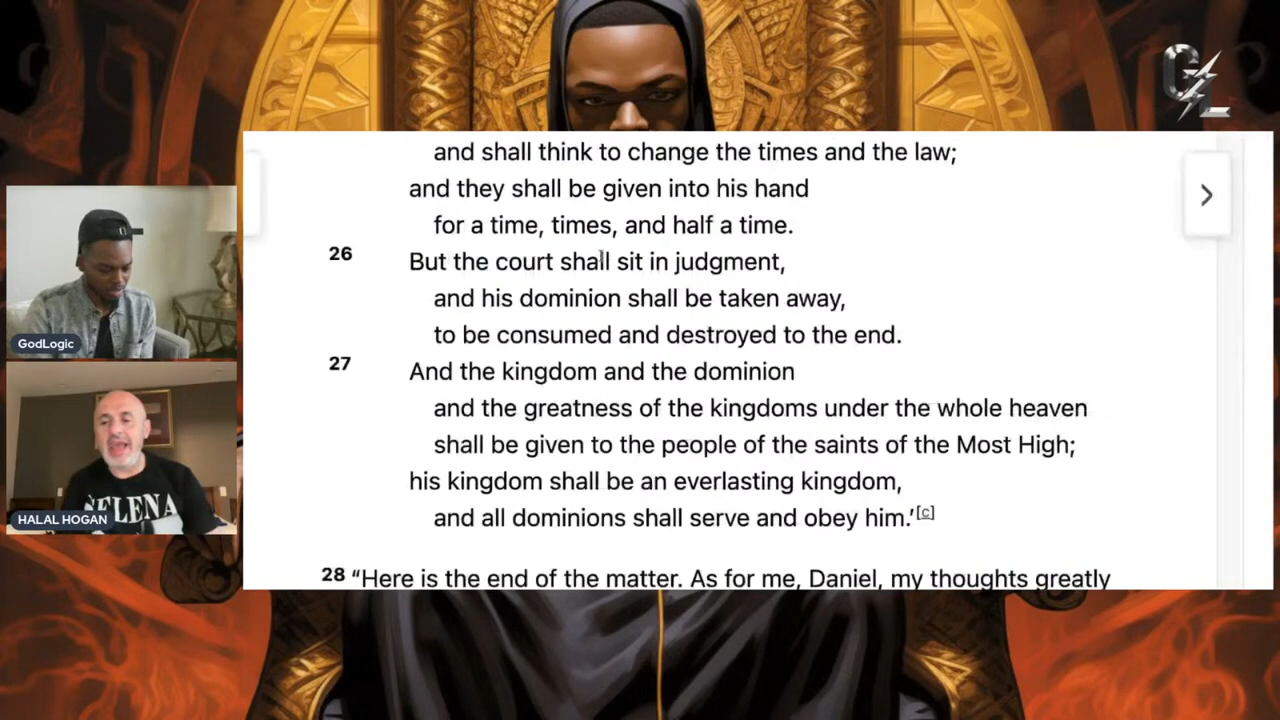 GL
and shall think to change the times and the law;
and they shall be given into his hand
for a time, times, and half a time.
26 But the court shall sit in judgment,
and his dominion shall be taken away,
to be consumed and destroyed to the end.
27 And the kingdom and the dominion
and the greatness of the kingdoms under the whole heaven
shall be given to the people of the saints of the Most High;
his kingdom shall be an everlasting kingdom,
and all dominions shall serve and obey him.’[c]
28 “Here is the end of the matter. As for me, Daniel, my thoughts greatly
GodLogic
SELENA
HALAL HOGAN